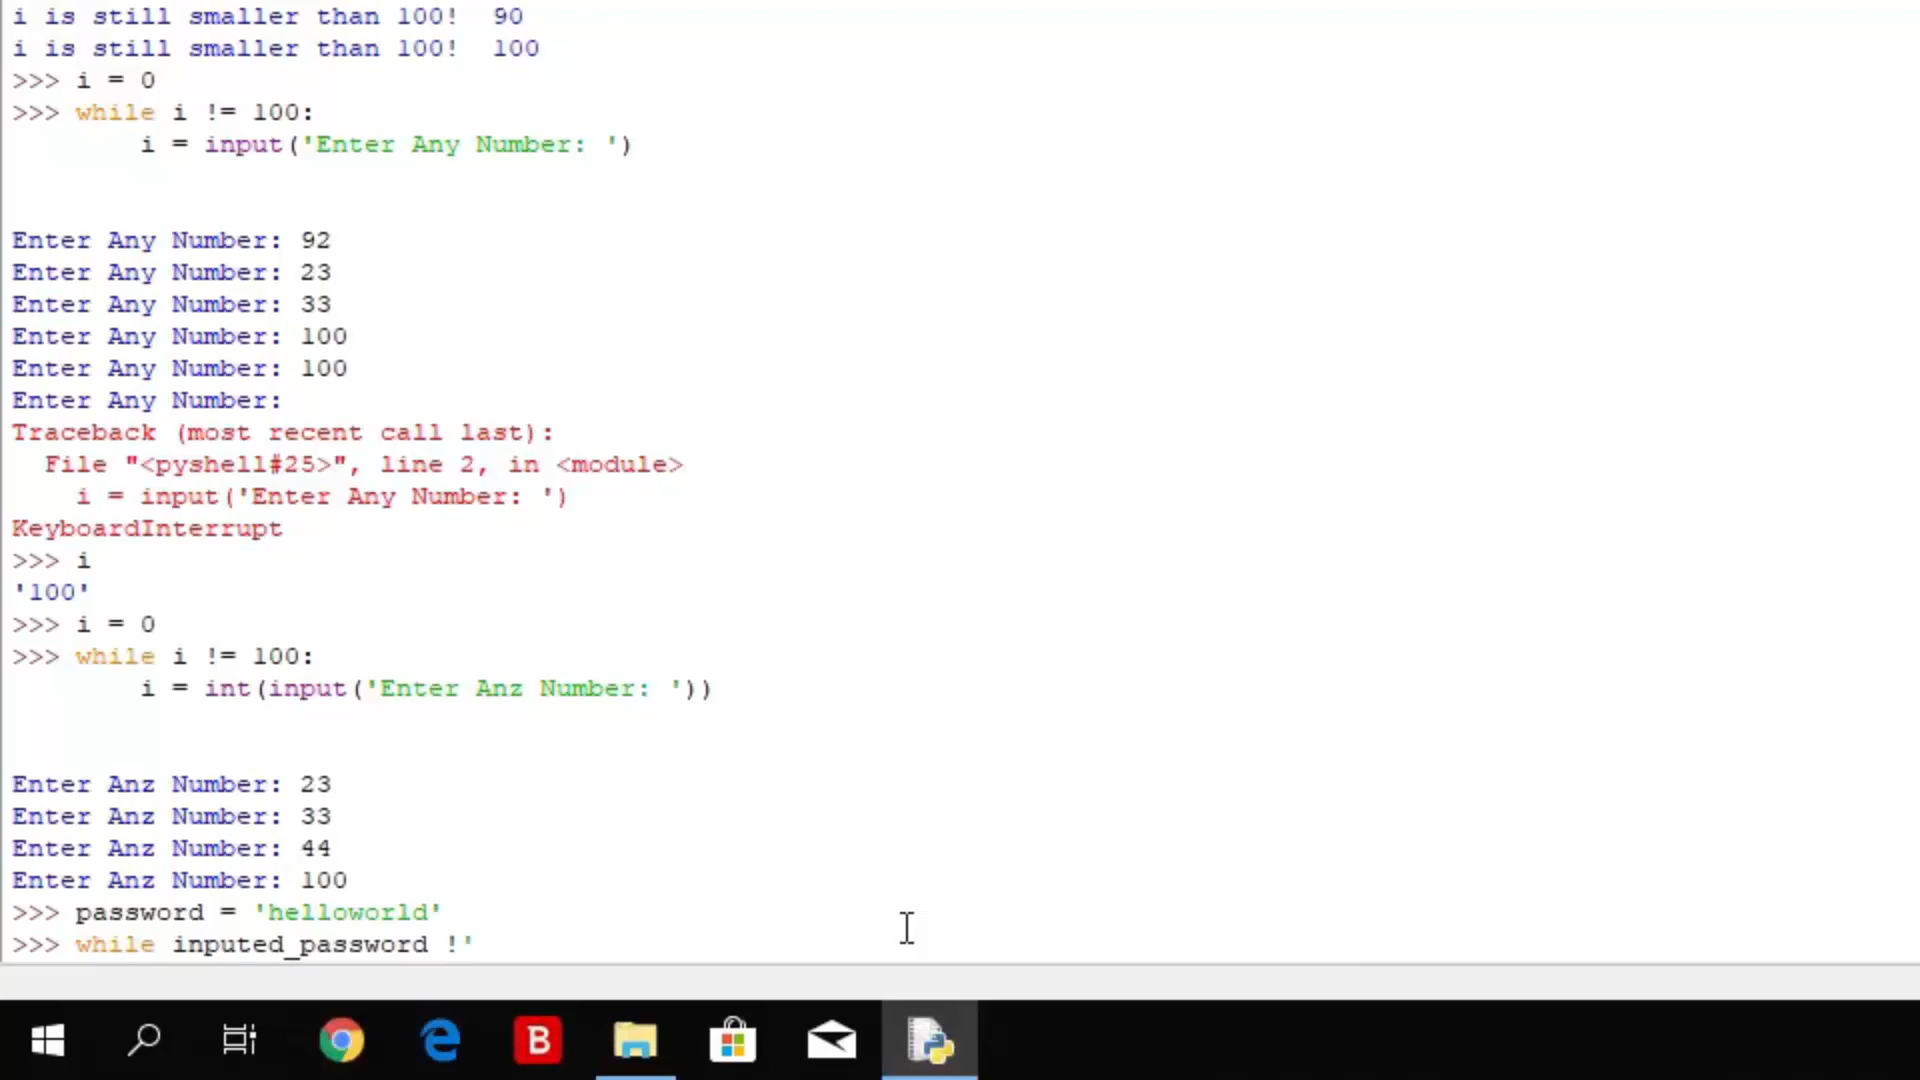 i is still smaller than 100!  90
i is still smaller than 100!  100
>>> i = 0
>>> while i != 100:
        i = input('Enter Any Number: ')
Enter Any Number: 92
Enter Any Number: 23
Enter Any Number: 33
Enter Any Number: 100
Enter Any Number: 100
Enter Any Number:
Traceback (most recent call last):
  File "<pyshell#25>", line 2, in <module>
    i = input('Enter Any Number: ')
KeyboardInterrupt
>>> i
'100'
>>> i = 0
>>> while i != 100:
        i = int(input('Enter Anz Number: '))
Enter Anz Number: 23
Enter Anz Number: 33
Enter Anz Number: 44
Enter Anz Number: 100
>>> password = 'helloworld'
>>> while inputed_password !'
B